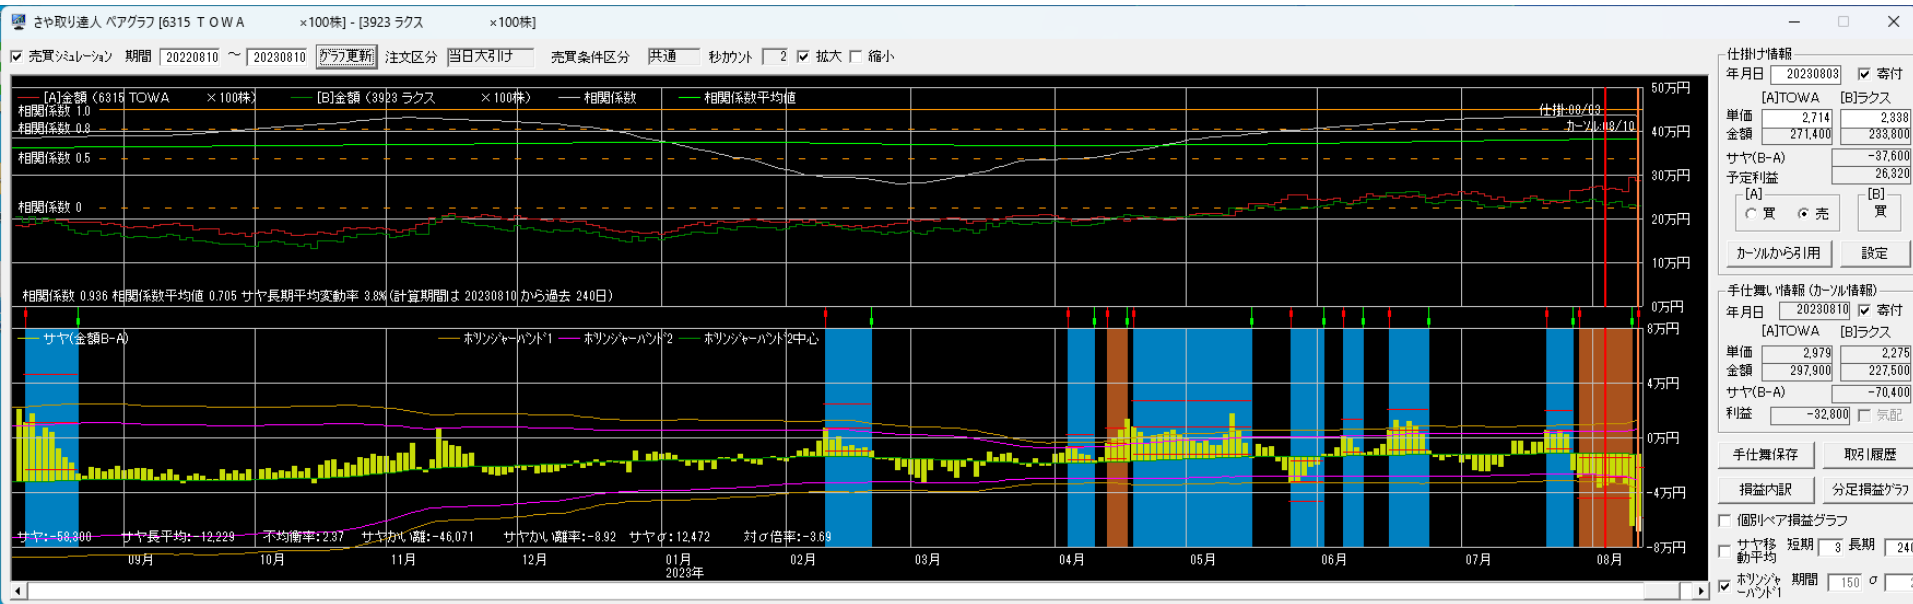 さや取り達人 ペアグラフ [6315 ＴＯＷＡ ×100株] - [3923 ラクス ×100株]
売買シミュレーション 期間 20220810 ～ 20230810 グラフ更新 注文区分 当日大引け 売買条件区分 共通 秒カウント 2 拡大 縮小
[A]金額 (6315 TOWA ×100株) [B]金額 (3923 ラクス ×100株) 相関係数 相関係数平均値
相関係数 1.0
相関係数 0.8
相関係数 0.5
相関係数 0
仕掛:08/03
カーソル:08/10
50万円
40万円
30万円
20万円
10万円
0万円
相関係数 0.936 相関係数平均値 0.705 サヤ長期平均変動率 3.8% (計算期間は 20230810 から過去 240日)
サヤ(金額B-A) ボリンジャーバンド1 ボリンジャーバンド2 ボリンジャーバンド2中心
8万円
4万円
0万円
-4万円
-8万円
サヤ:-58,300 サヤ長平均:-12,229 不均衡率:2.37 サヤかい離:-46,071 サヤかい離率:-8.92 サヤσ:12,472 対σ倍率:-3.69
09月 10月 11月 12月 01月 02月 03月 04月 05月 06月 07月 08月
2023年
仕掛け情報
年月日 20230803 寄付
[A]TOWA [B]ラクス
単価 2,714 2,338
金額 271,400 233,800
サヤ(B-A) -37,600
予定利益 26,320
[A] [B]
買 売 買
カーソルから引用 設定
手仕舞い情報 (カーソル情報)
年月日 20230810 寄付
[A]TOWA [B]ラクス
単価 2,979 2,275
金額 297,900 227,500
サヤ(B-A) -70,400
利益 -32,800 気配
手仕舞保存 取引履歴
損益内訳 分足損益グラフ
個別ペア損益グラフ
サヤ移動平均 短期 3 長期 240
ボリンジャーバンド1 期間 150 σ 2